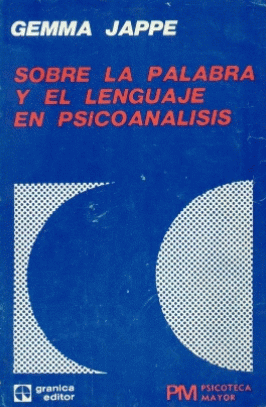 GEMMA JAPPE
SOBRE LA PALABRA
Y EL LENGUAJE
EN PSICOANALISIS
granica
editor
PM PSICOTECA
MAYOR